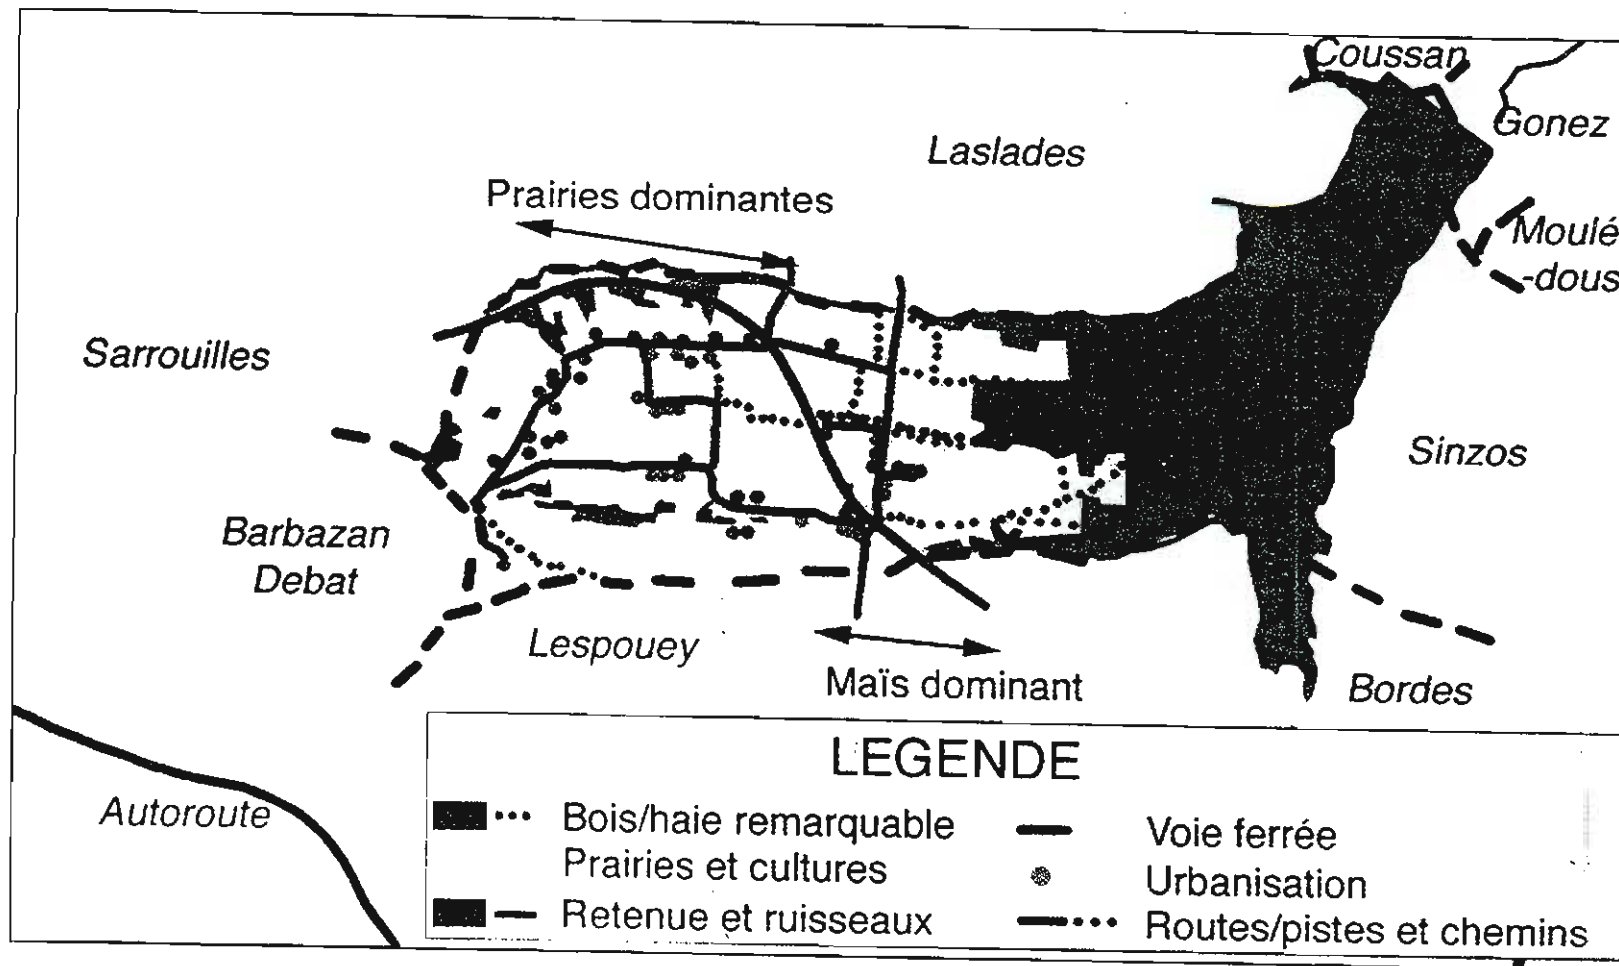 Coussan
Gonez
Laslades
Prairies dominantes
Moulé
-dous
Sarrouilles
Sinzos
Barbazan
Debat
Lespouey
Maïs dominant
Bordes
Autoroute
LEGENDE
Bois/haie remarquable
Prairies et cultures
Retenue et ruisseaux
Voie ferrée
Urbanisation
Routes/pistes et chemins